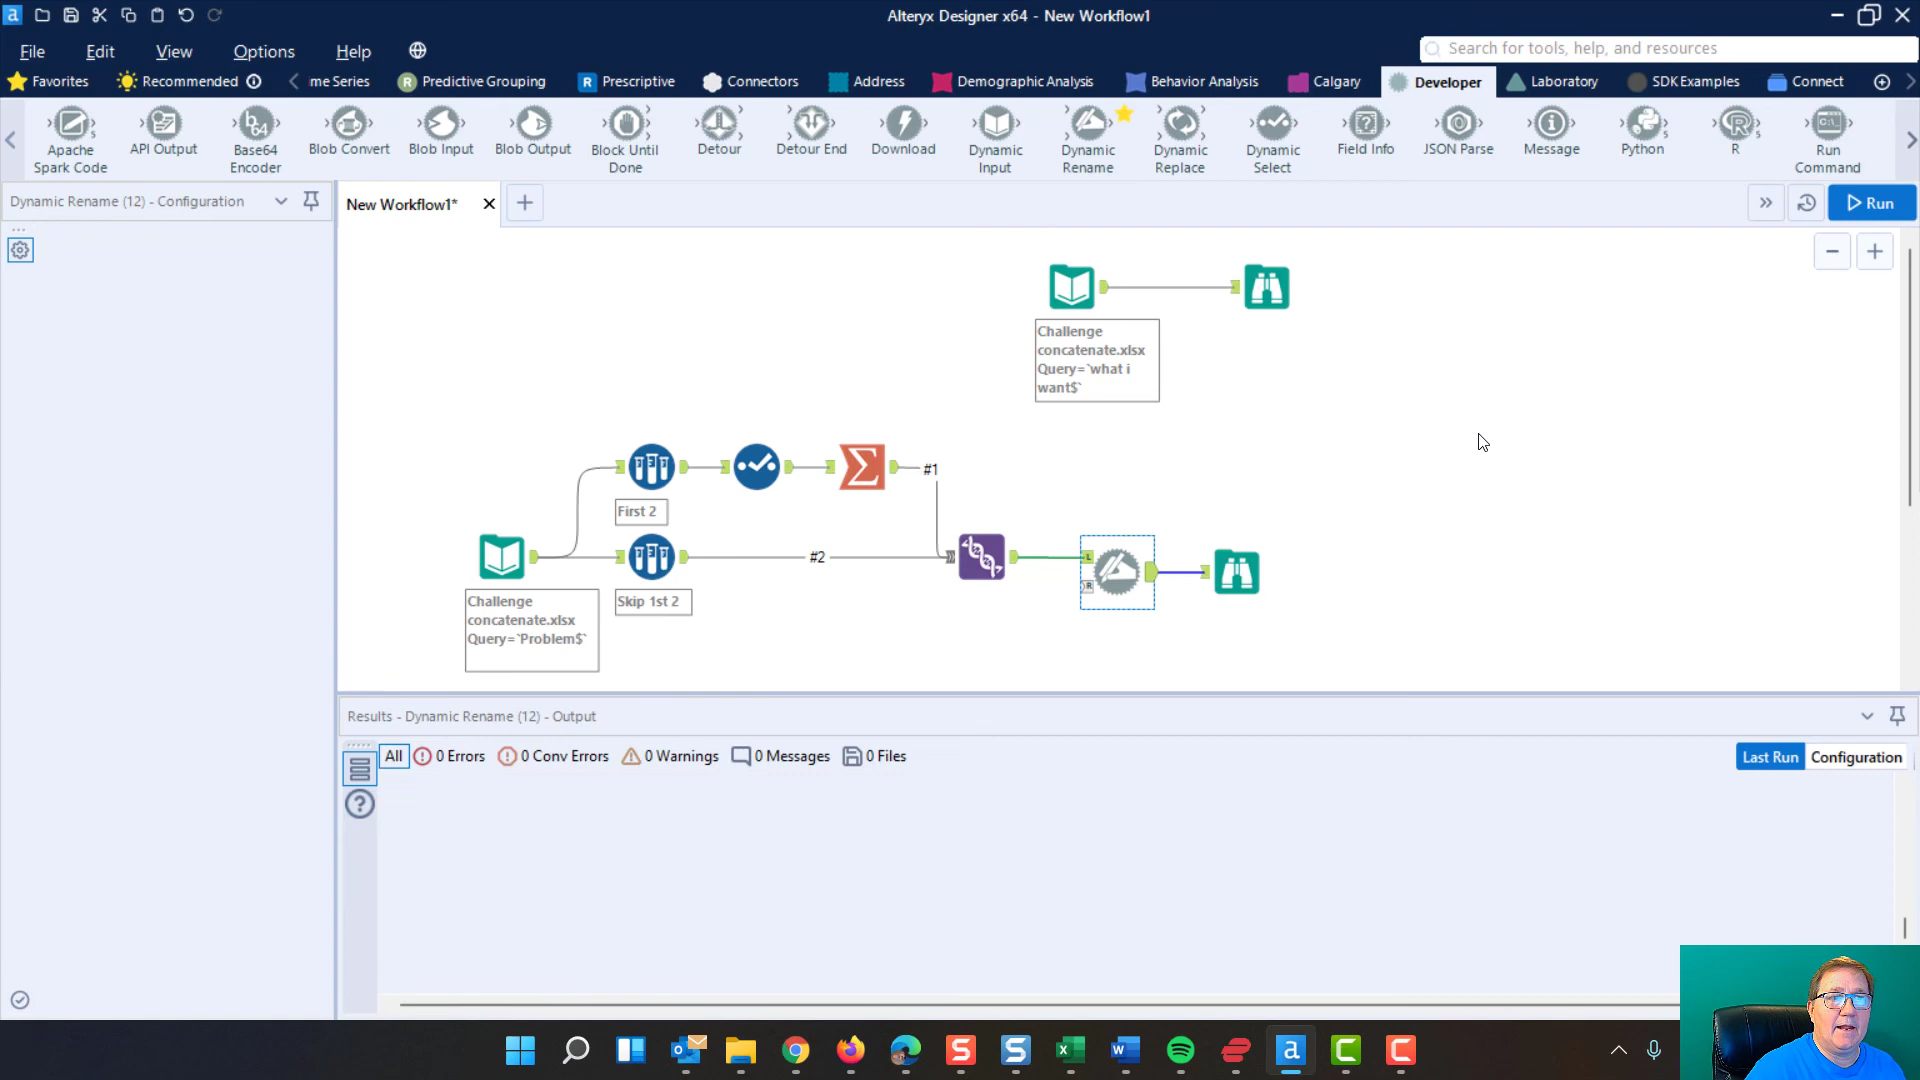 Alteryx Designer x64 - New Workflow1
File Edit View Options Help
Search for tools, help, and resources
Favorites Recommended me Series Predictive Grouping Prescriptive Connectors Address Demographic Analysis Behavior Analysis Calgary Developer Laboratory SDK Examples Connect
Apache Spark Code
API Output
Base64 Encoder
Blob Convert
Blob Input
Blob Output
Block Until Done
Detour
Detour End
Download
Dynamic Input
Dynamic Rename
Dynamic Replace
Dynamic Select
Field Info
JSON Parse
Message
Python
R
Run Command
Dynamic Rename (12) - Configuration
New Workflow1*
Run
Challenge
concatenate.xlsx
Query=`what i
want$`
#1
First 2
#2
L
R
Skip 1st 2
Challenge
concatenate.xlsx
Query=`Problem$`
Results - Dynamic Rename (12) - Output
All 0 Errors 0 Conv Errors 0 Warnings 0 Messages 0 Files
Last Run Configuration